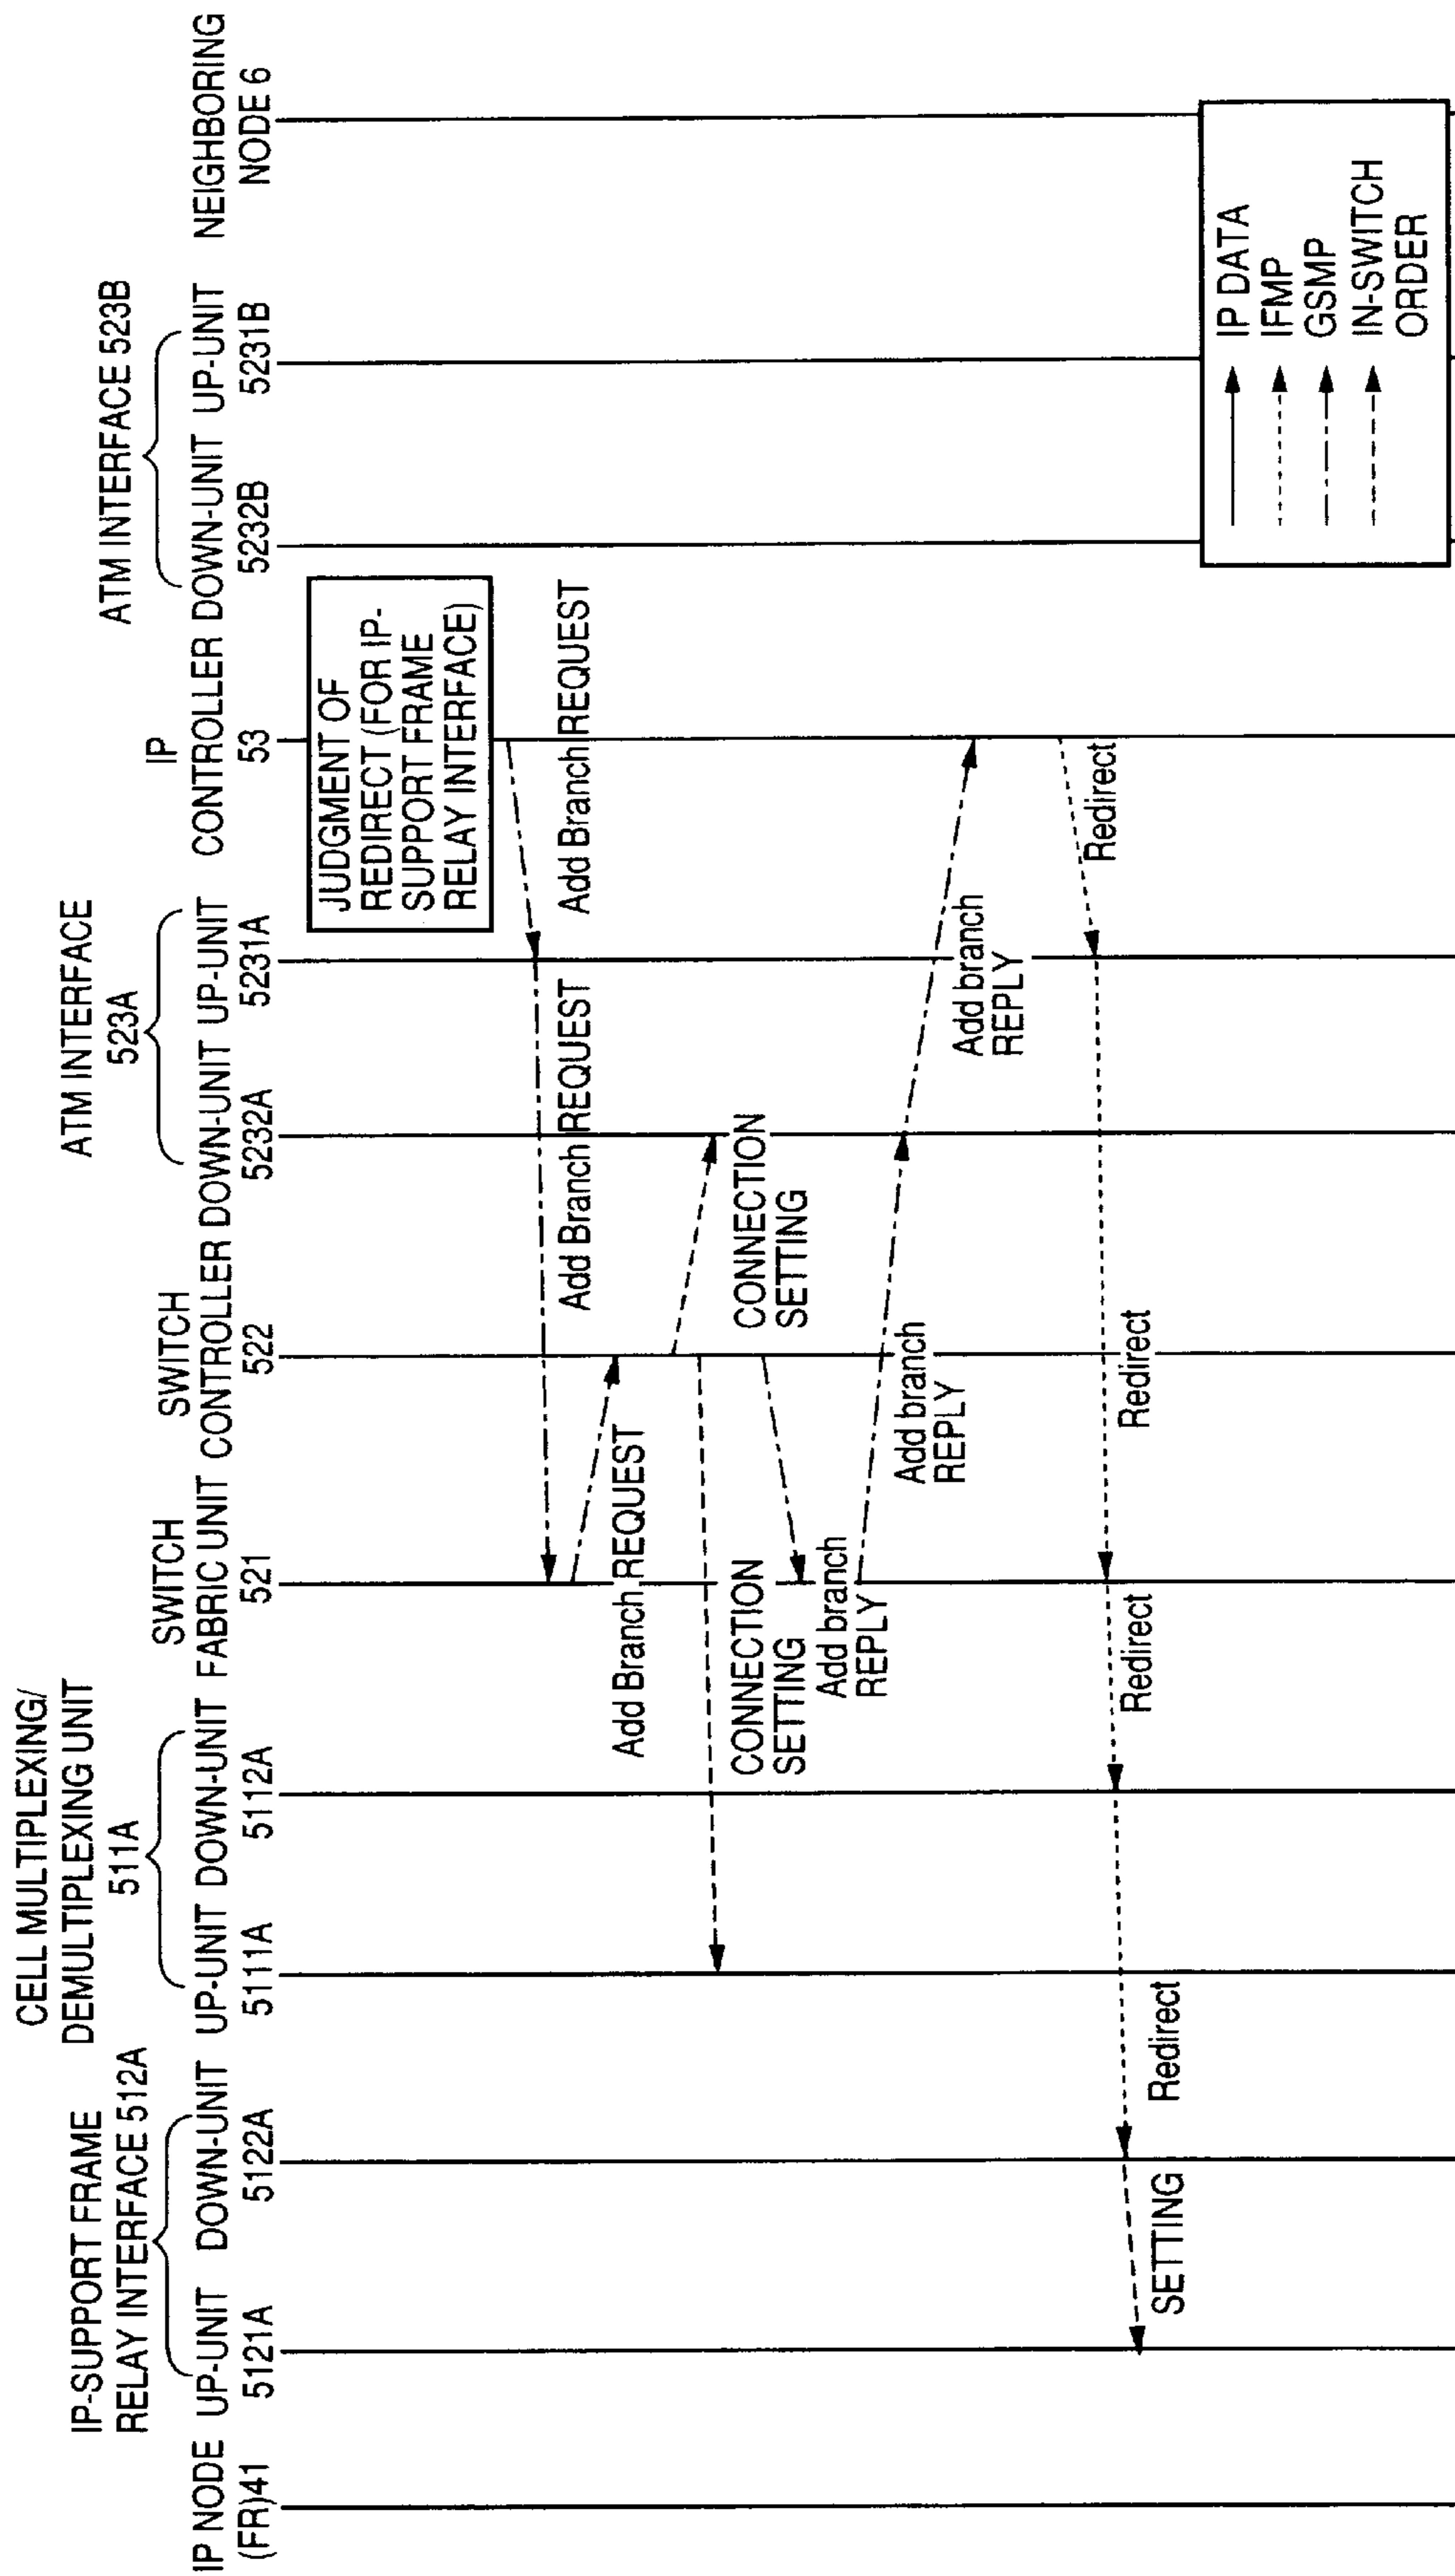 IP NODE
(FR)41
IP-SUPPORT FRAME
RELAY INTERFACE 512A
UP-UNIT
5121A
DOWN-UNIT
5122A
CELL MULTIPLEXING/
DEMULTIPLEXING UNIT
511A
UP-UNIT
5111A
DOWN-UNIT
5112A
SWITCH
FABRIC UNIT
521
SWITCH
CONTROLLER
522
ATM INTERFACE
523A
DOWN-UNIT
5232A
UP-UNIT
5231A
IP
CONTROLLER
53
ATM INTERFACE 523B
DOWN-UNIT
5232B
UP-UNIT
5231B
NEIGHBORING
NODE 6
JUDGMENT OF
REDIRECT (FOR IP-
SUPPORT FRAME
RELAY INTERFACE)
Add Branch REQUEST
Add Branch REQUEST
Add Branch REQUEST
CONNECTION
SETTING
CONNECTION
SETTING
Add branch
REPLY
Add branch
REPLY
Add branch
REPLY
Redirect
Redirect
Redirect
Redirect
SETTING
IP DATA
IFMP
GSMP
IN-SWITCH
ORDER